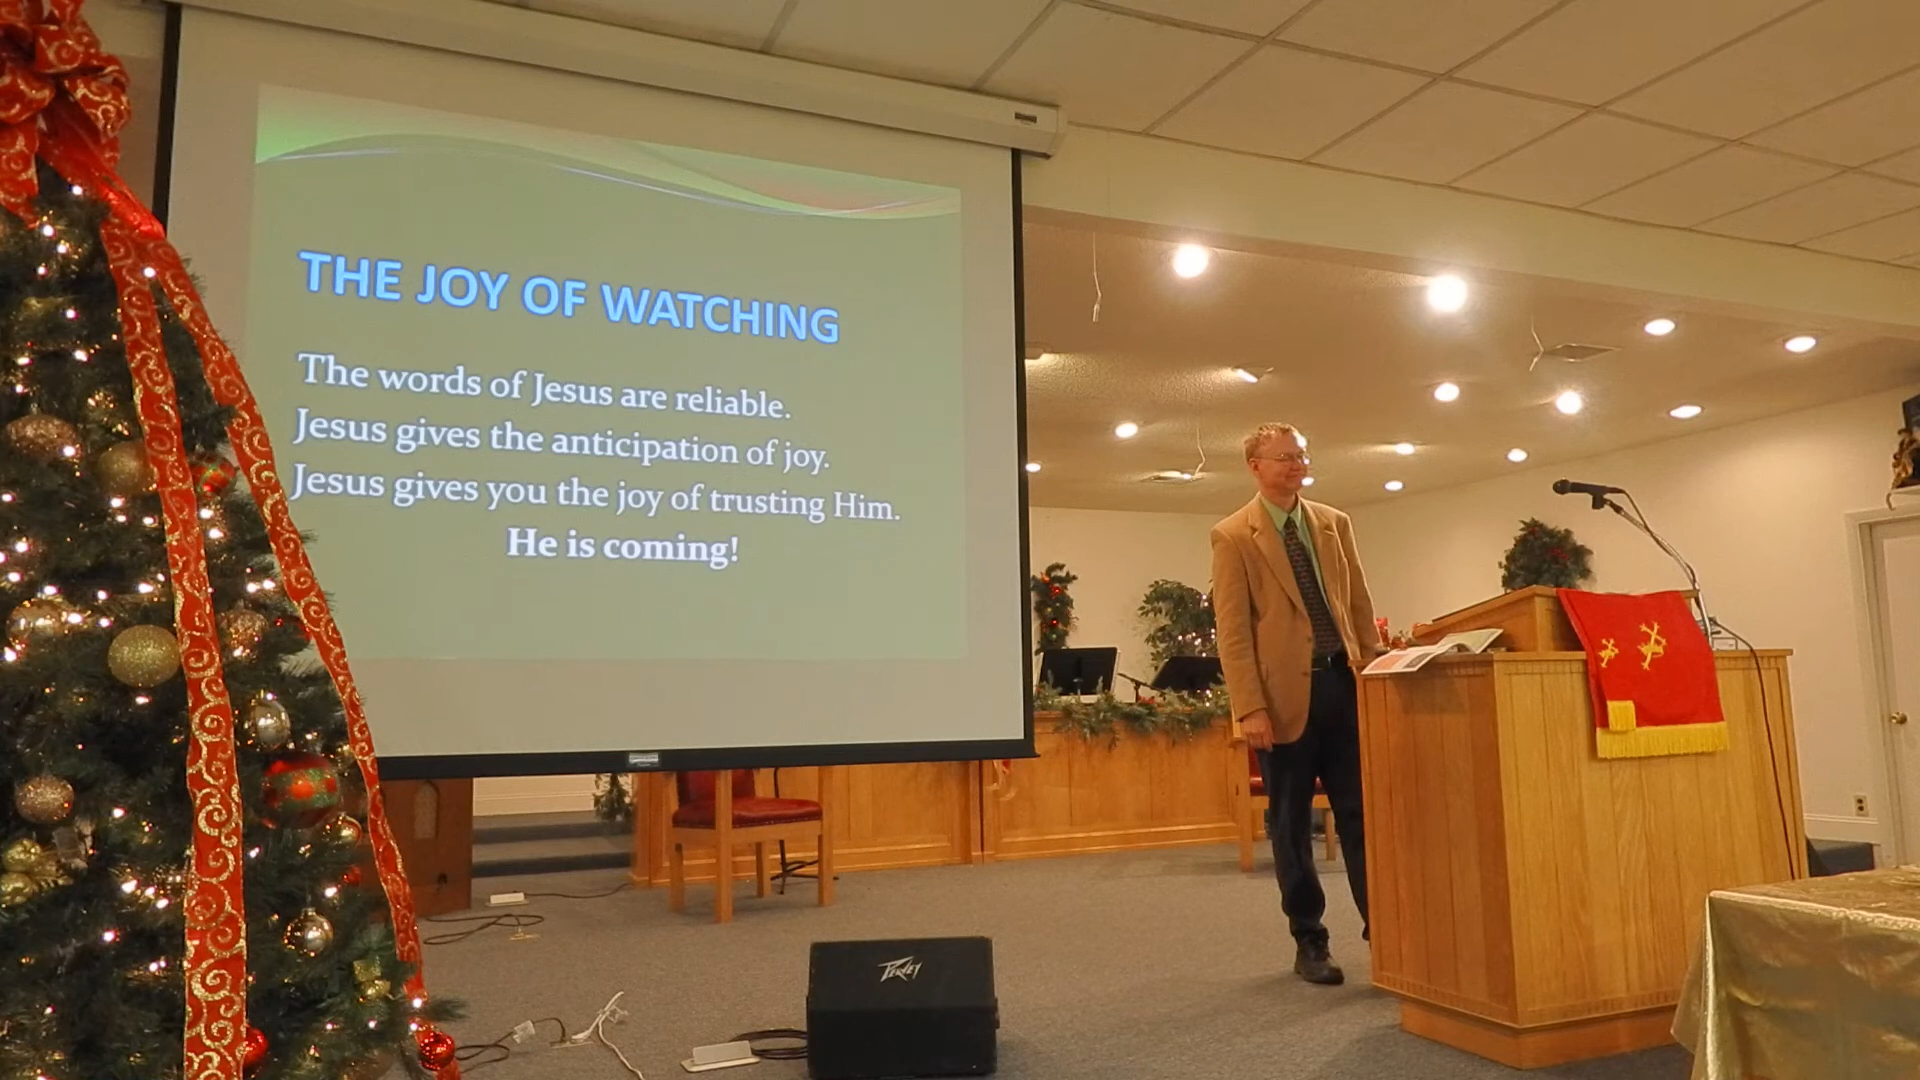 THE JOY OF WATCHING
The words of Jesus are reliable.
Jesus gives the anticipation of joy.
Jesus gives you the joy of trusting Him.
He is coming!
PEAVEY